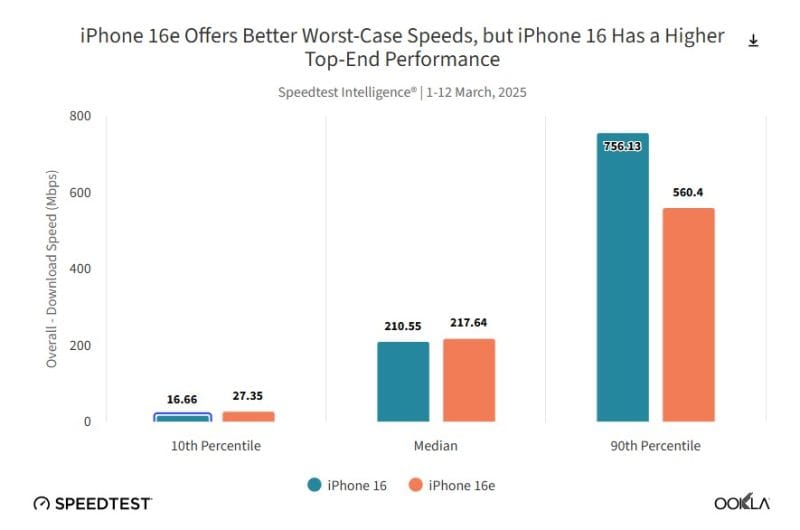 iPhone 16e Offers Better Worst-Case Speeds, but iPhone 16 Has a Higher
Top-End Performance
Speedtest Intelligence® | 1-12 March, 2025
Overall - Download Speed (Mbps)
800
600
400
200
0
16.66
27.35
210.55
217.64
756.13
560.4
10th Percentile
Median
90th Percentile
iPhone 16
iPhone 16e
SPEEDTEST
OOKLA